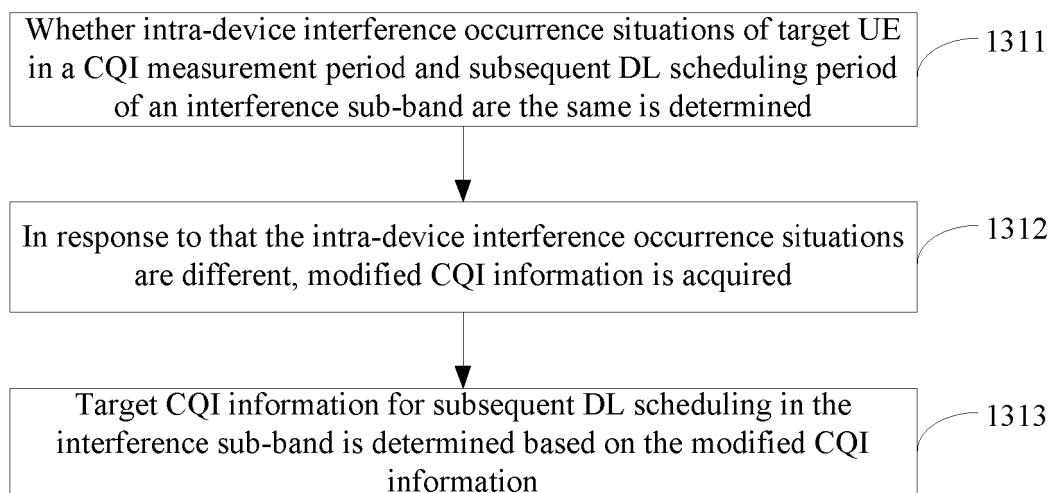 Whether intra-device interference occurrence situations of target UE
in a CQI measurement period and subsequent DL scheduling period
of an interference sub-band are the same is determined
1311
In response to that the intra-device interference occurrence situations
are different, modified CQI information is acquired
1312
Target CQI information for subsequent DL scheduling in the
interference sub-band is determined based on the modified CQI
information
1313